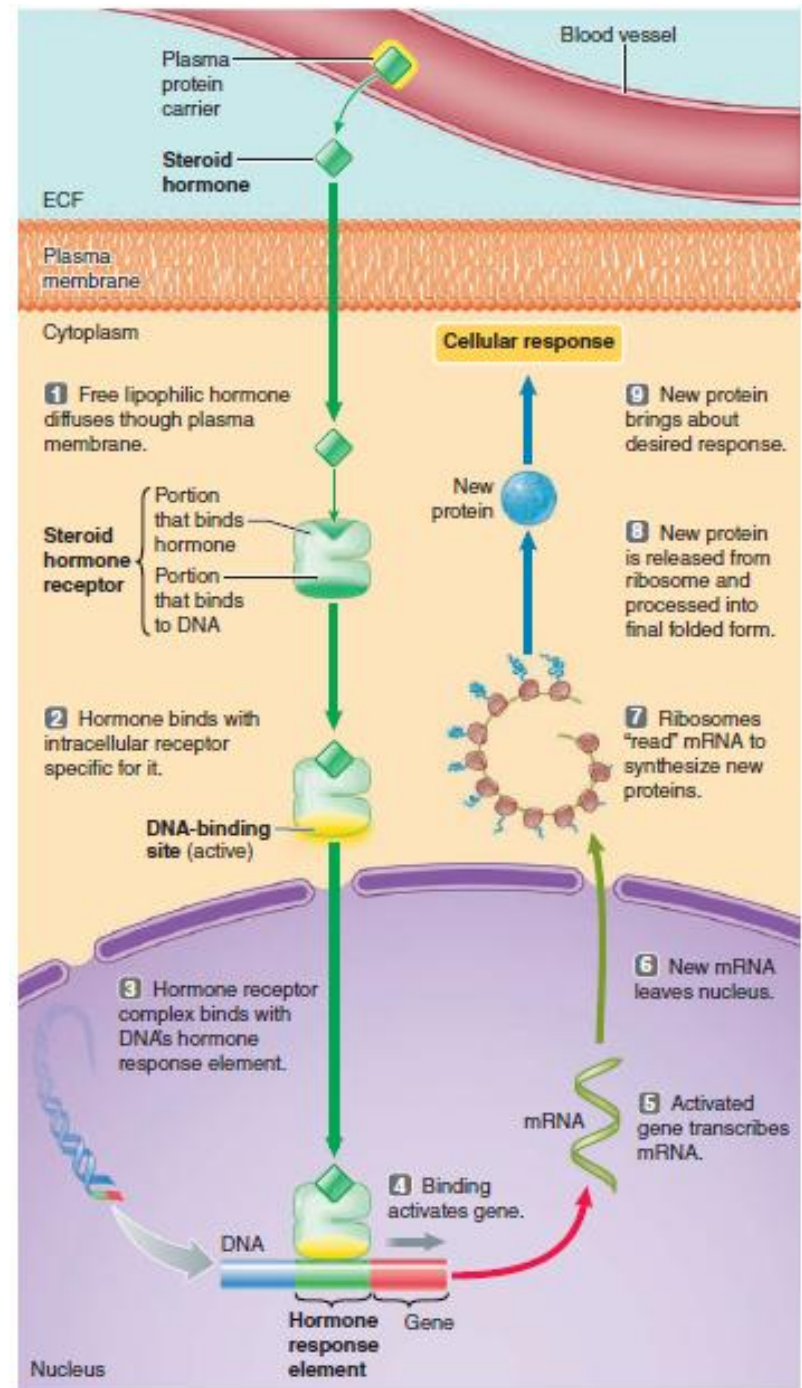 Blood vessel
Plasma
protein
carrier
Steroid
hormone
ECF
Plasma
membrane
Cytoplasm
Cellular response
1 Free lipophilic hormone
diffuses though plasma
membrane.
9 New protein
brings about
desired response.
Steroid
hormone
receptor
Portion
that binds
hormone
Portion
that binds
to DNA
New
protein
8 New protein
is released from
ribosome and
processed into
final folded form.
2 Hormone binds with
intracellular receptor
specific for it.
7 Ribosomes
"read" mRNA to
synthesize new
proteins.
DNA-binding
site (active)
3 Hormone receptor
complex binds with
DNA's hormone
response element.
6 New mRNA
leaves nucleus.
mRNA
5 Activated
gene transcribes
mRNA.
4 Binding
activates gene.
DNA
Hormone
response
element
Gene
Nucleus